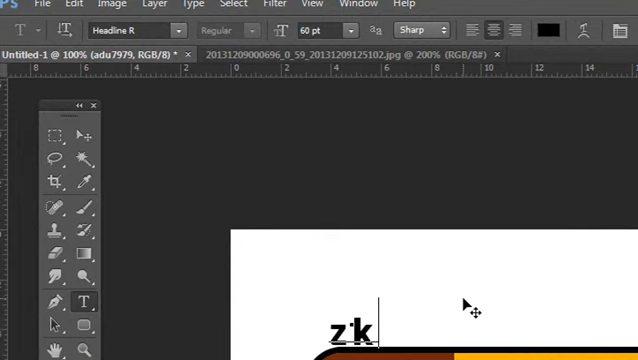 PS Edit Image Layer Type Select Filter View Window Help
T Headline R Regular 60 pt aa Sharp
Untitled-1 @ 100% (adu7979, RGB/8) * × 20131209000696_0_59_20131209125102.jpg @ 200% (RGB/8#) ×
8 6 4 2 0 2 4 6 8 10 12 14
T
zk